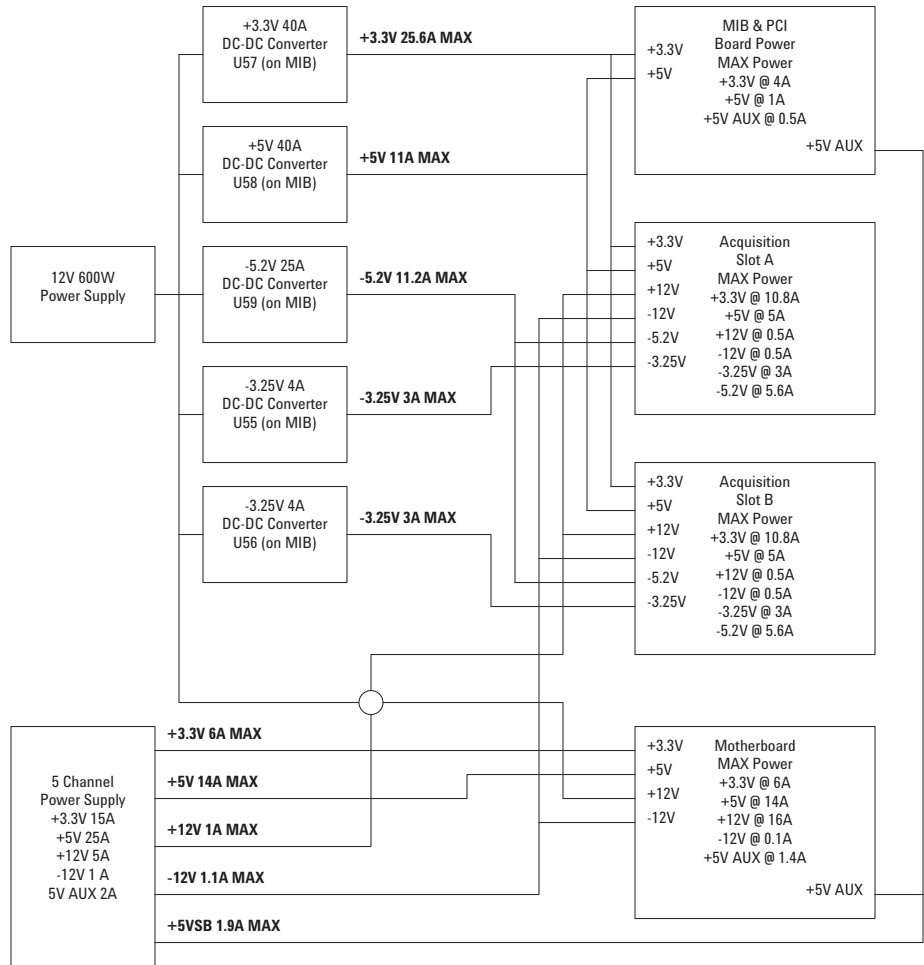 +3.3V 40A
DC-DC Converter
U57 (on MIB)
+3.3V 25.6A MAX
+5V 40A
DC-DC Converter
U58 (on MIB)
+5V 11A MAX
12V 600W
Power Supply
-5.2V 25A
DC-DC Converter
U59 (on MIB)
-5.2V 11.2A MAX
-3.25V 4A
DC-DC Converter
U55 (on MIB)
-3.25V 3A MAX
-3.25V 4A
DC-DC Converter
U56 (on MIB)
-3.25V 3A MAX
+3.3V
+5V
MIB & PCI
Board Power
MAX Power
+3.3V @ 4A
+5V @ 1A
+5V AUX @ 0.5A
+5V AUX
+3.3V
+5V
+12V
-12V
-5.2V
-3.25V
Acquisition
Slot A
MAX Power
+3.3V @ 10.8A
+5V @ 5A
+12V @ 0.5A
-12V @ 0.5A
-3.25V @ 3A
-5.2V @ 5.6A
+3.3V
+5V
+12V
-12V
-5.2V
-3.25V
Acquisition
Slot B
MAX Power
+3.3V @ 10.8A
+5V @ 5A
+12V @ 0.5A
-12V @ 0.5A
-3.25V @ 3A
-5.2V @ 5.6A
5 Channel
Power Supply
+3.3V 15A
+5V 25A
+12V 5A
-12V 1 A
5V AUX 2A
+3.3V 6A MAX
+5V 14A MAX
+12V 1A MAX
-12V 1.1A MAX
+5VSB 1.9A MAX
+3.3V
+5V
+12V
-12V
Motherboard
MAX Power
+3.3V @ 6A
+5V @ 14A
+12V @ 16A
-12V @ 0.1A
+5V AUX @ 1.4A
+5V AUX